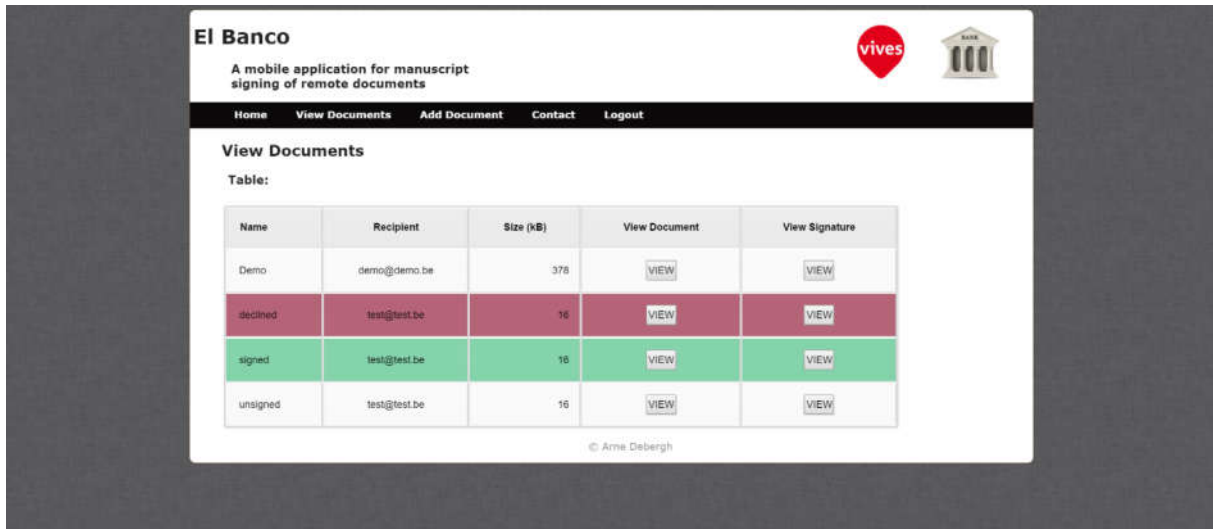 El Banco
A mobile application for manuscript
signing of remote documents
vives
BANK
Home View Documents Add Document Contact Logout
View Documents
Table:
Name Recipient Size (kB) View Document View Signature
Demo demo@demo.be 378 VIEW VIEW
declined test@test.be 16 VIEW VIEW
signed test@test.be 16 VIEW VIEW
unsigned test@test.be 16 VIEW VIEW
© Arne Debergh